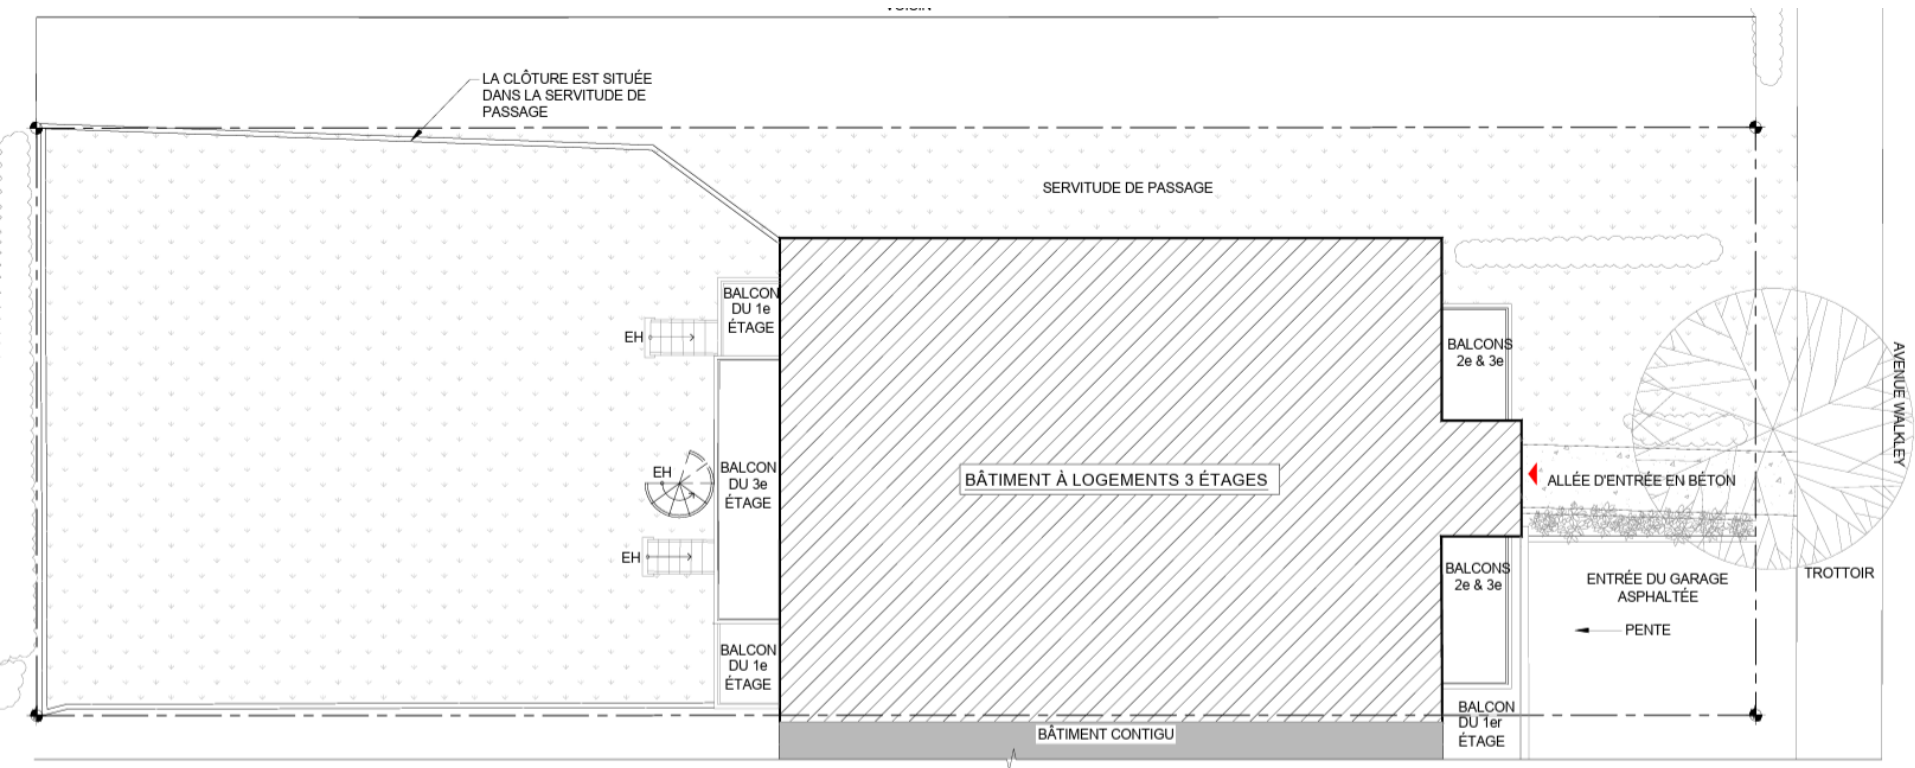 LA CLÔTURE EST SITUÉE
DANS LA SERVITUDE DE
PASSAGE
SERVITUDE DE PASSAGE
BALCON
DU 1e
ÉTAGE
EH
BALCONS
2e & 3e
AVENUE WALKLEY
EH
BALCON
DU 3e
ÉTAGE
BÂTIMENT À LOGEMENTS 3 ÉTAGES
ALLÉE D'ENTRÉE EN BÉTON
EH
BALCONS
2e & 3e
ENTRÉE DU GARAGE
ASPHALTÉE
TROTTOIR
PENTE
BALCON
DU 1e
ÉTAGE
BALCON
DU 1er
ÉTAGE
BÂTIMENT CONTIGU